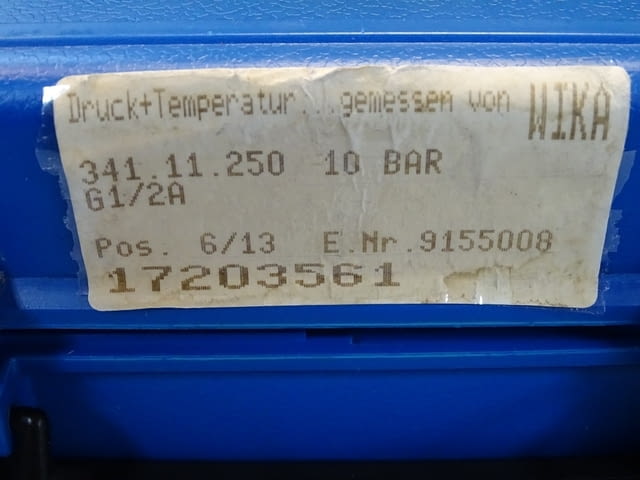 Druck+Temperatur...gemessen von WIKA
341.11.250 10 BAR
G1/2A
Pos. 6/13 E.Nr.9155008
17203561